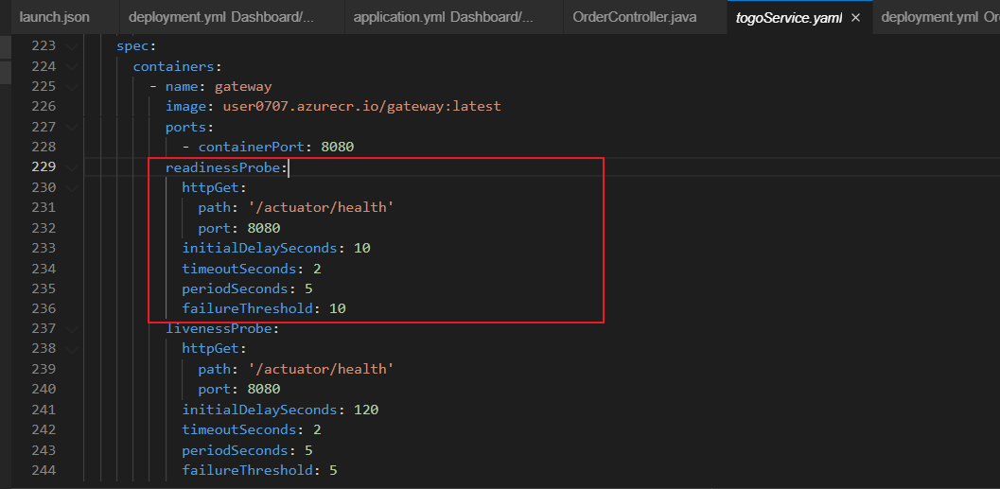 launch.json deployment.yml Dashboard/... application.yml Dashboard/... OrderController.java togoService.yaml × deployment.yml Or
223 spec:
224 containers:
225 - name: gateway
226 image: user0707.azurecr.io/gateway:latest
227 ports:
228 - containerPort: 8080
229 readinessProbe:
230 httpGet:
231 path: '/actuator/health'
232 port: 8080
233 initialDelaySeconds: 10
234 timeoutSeconds: 2
235 periodSeconds: 5
236 failureThreshold: 10
237 livenessProbe:
238 httpGet:
239 path: '/actuator/health'
240 port: 8080
241 initialDelaySeconds: 120
242 timeoutSeconds: 2
243 periodSeconds: 5
244 failureThreshold: 5